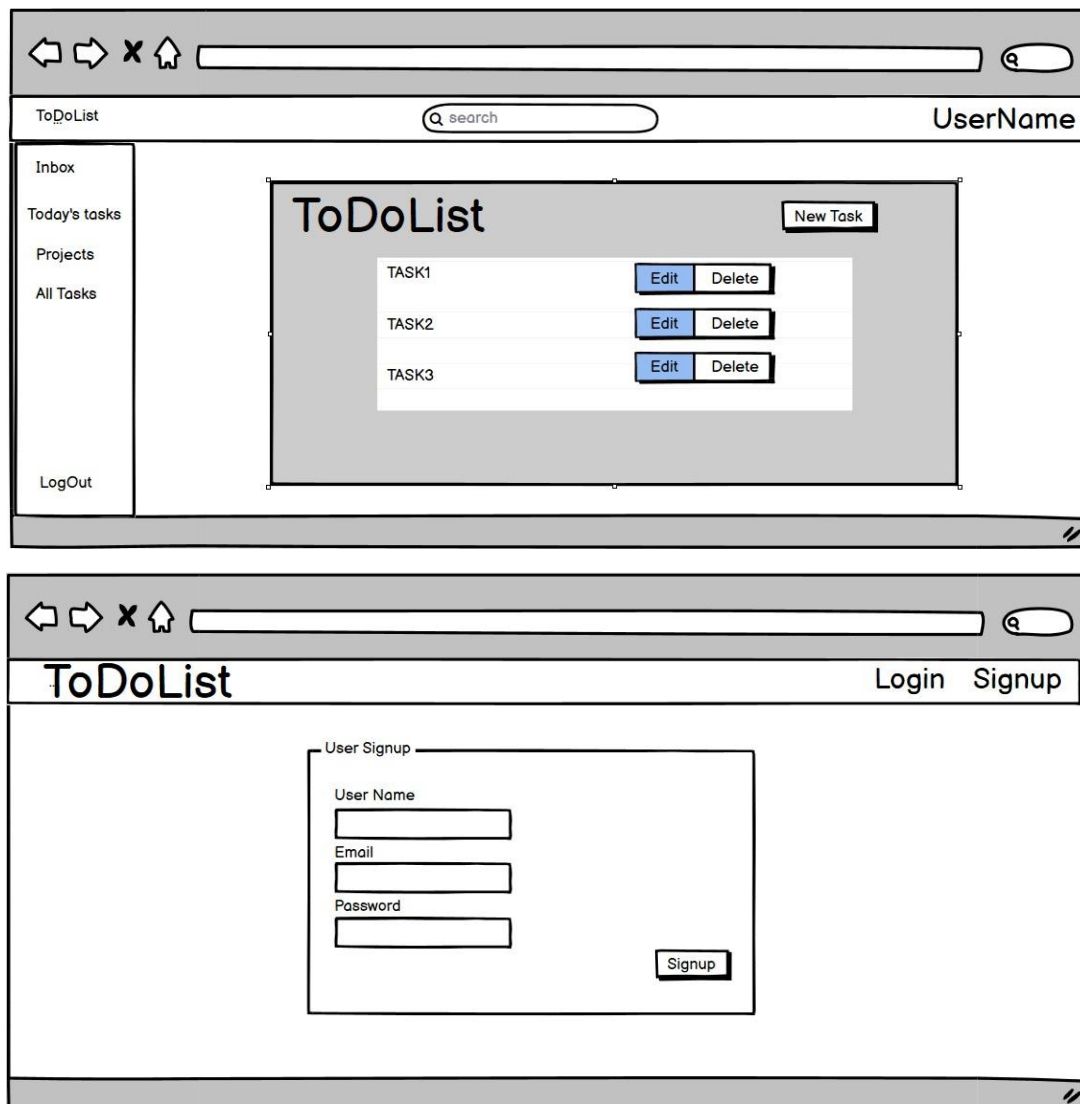 ToDoList
search
UserName
Inbox
Today's tasks
Projects
All Tasks
LogOut
ToDoList
New Task
TASK1 Edit Delete
TASK2 Edit Delete
TASK3 Edit Delete
ToDoList
Login Signup
User Signup
User Name
Email
Password
Signup